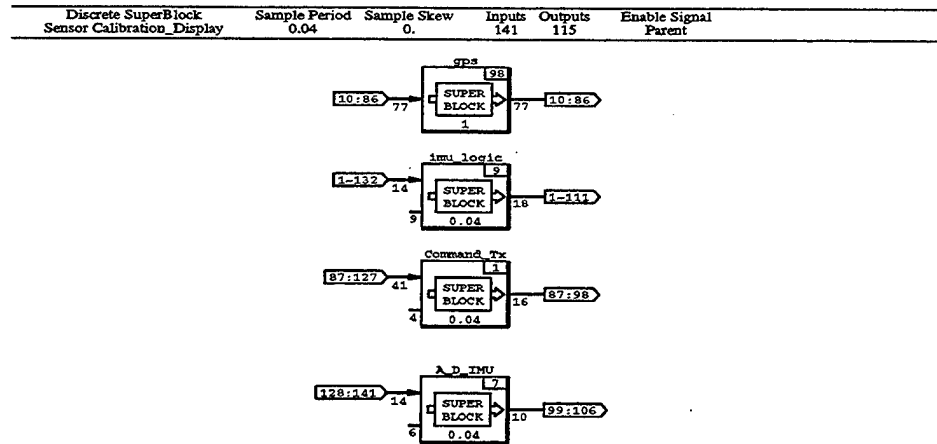 Discrete SuperBlock Sample Period Sample Skew Inputs Outputs Enable Signal
Sensor Calibration_Display 0.04 0. 141 115 Parent
gps
98
10:86 77 SUPER BLOCK 77 10:86
1
imu_logic
9
1-132 14 SUPER BLOCK 18 1-111
9 0.04
Command_Tx
1
87:127 41 SUPER BLOCK 16 87:98
4 0.04
A_D_IMU
7
128:141 14 SUPER BLOCK 10 99:106
6 0.04